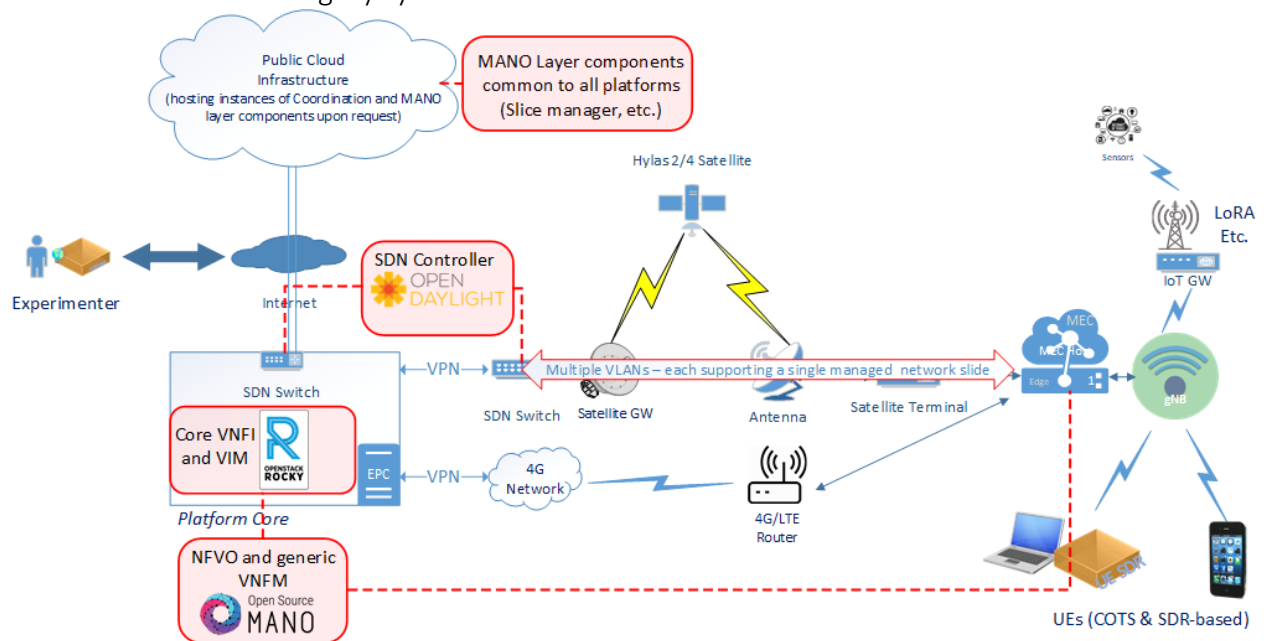 Public Cloud
Infrastructure
(hosting instances of Coordination and MANO
layer components upon request)
MANO Layer components
common to all platforms
(Slice manager, etc.)
Hylas 2/4 Satellite
Sensors
LoRA
Etc.
IoT GW
SDN Controller
OPEN
DAYLIGHT
Experimenter
Internet
MEC
Edge
1
gNB
VPN
Multiple VLANs – each supporting a single managed network slide
SDN Switch
SDN Switch
Satellite GW
Antenna
Satellite Terminal
Core VNFI
and VIM
OPENSTACK
ROCKY
EPC
VPN
4G
Network
4G/LTE
Router
Platform Core
NFVO and generic
VNFM
Open Source
MANO
UE SDR
UEs (COTS & SDR-based)